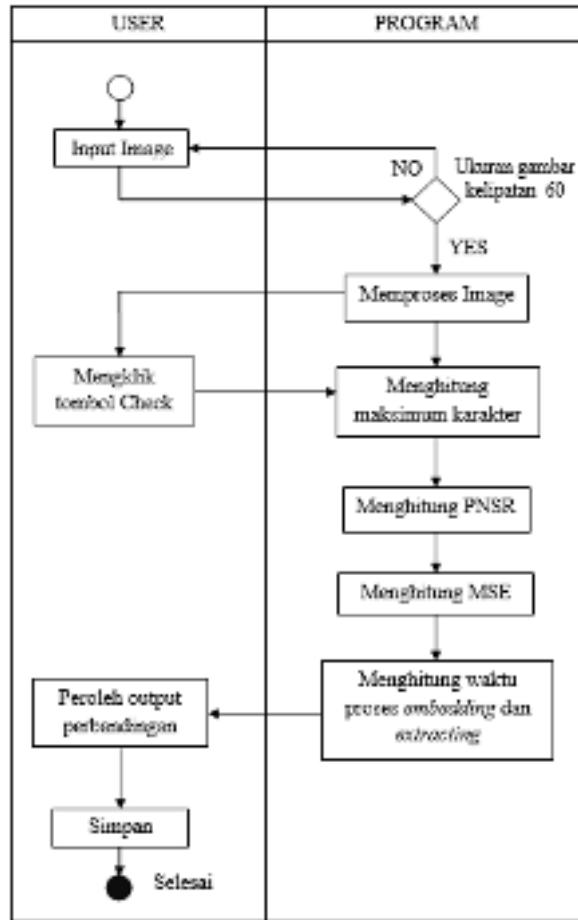 USER
PROGRAM
Input Image
NO
Ukuran gambar
kelipatan 60
YES
Memproses Image
Mengklik
tombol Check
Menghitung
maksimum karakter
Menghitung PNSR
Menghitung MSE
Menghitung waktu
proses embedding dan
extracting
Peroleh output
perbandingan
Simpan
Selesai